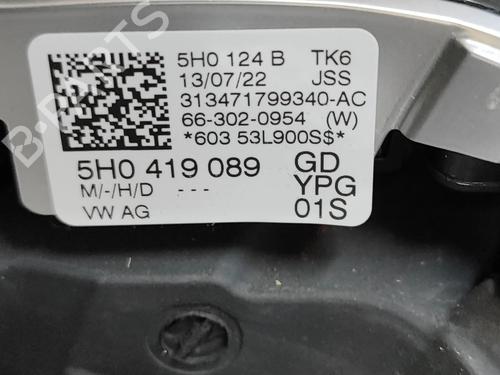 5H0 124 B TK6
13/07/22 JSS
313471799340-AC
66-302-0954 (W)
*603 53L900S$*
5H0 419 089 GD
M/-/H/D --- YPG
VW AG 01S
B-PARTS